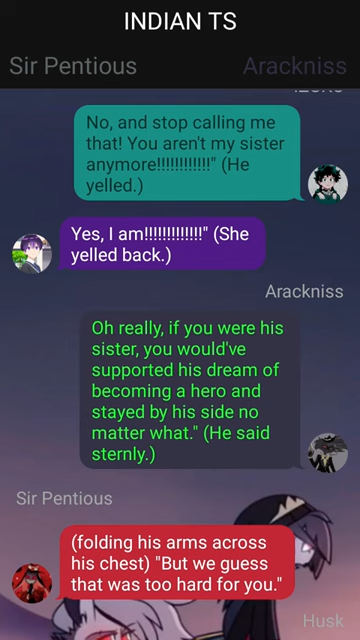 INDIAN TS
Sir Pentious
Arackniss
No, and stop calling me
that! You aren't my sister
anymore!!!!!!!!!!!!" (He
yelled.)
Yes, I am!!!!!!!!!!!!!" (She
yelled back.)
Arackniss
Oh really, if you were his
sister, you would've
supported his dream of
becoming a hero and
stayed by his side no
matter what." (He said
sternly.)
Sir Pentious
(folding his arms across
his chest) "But we guess
that was too hard for you."
Husk